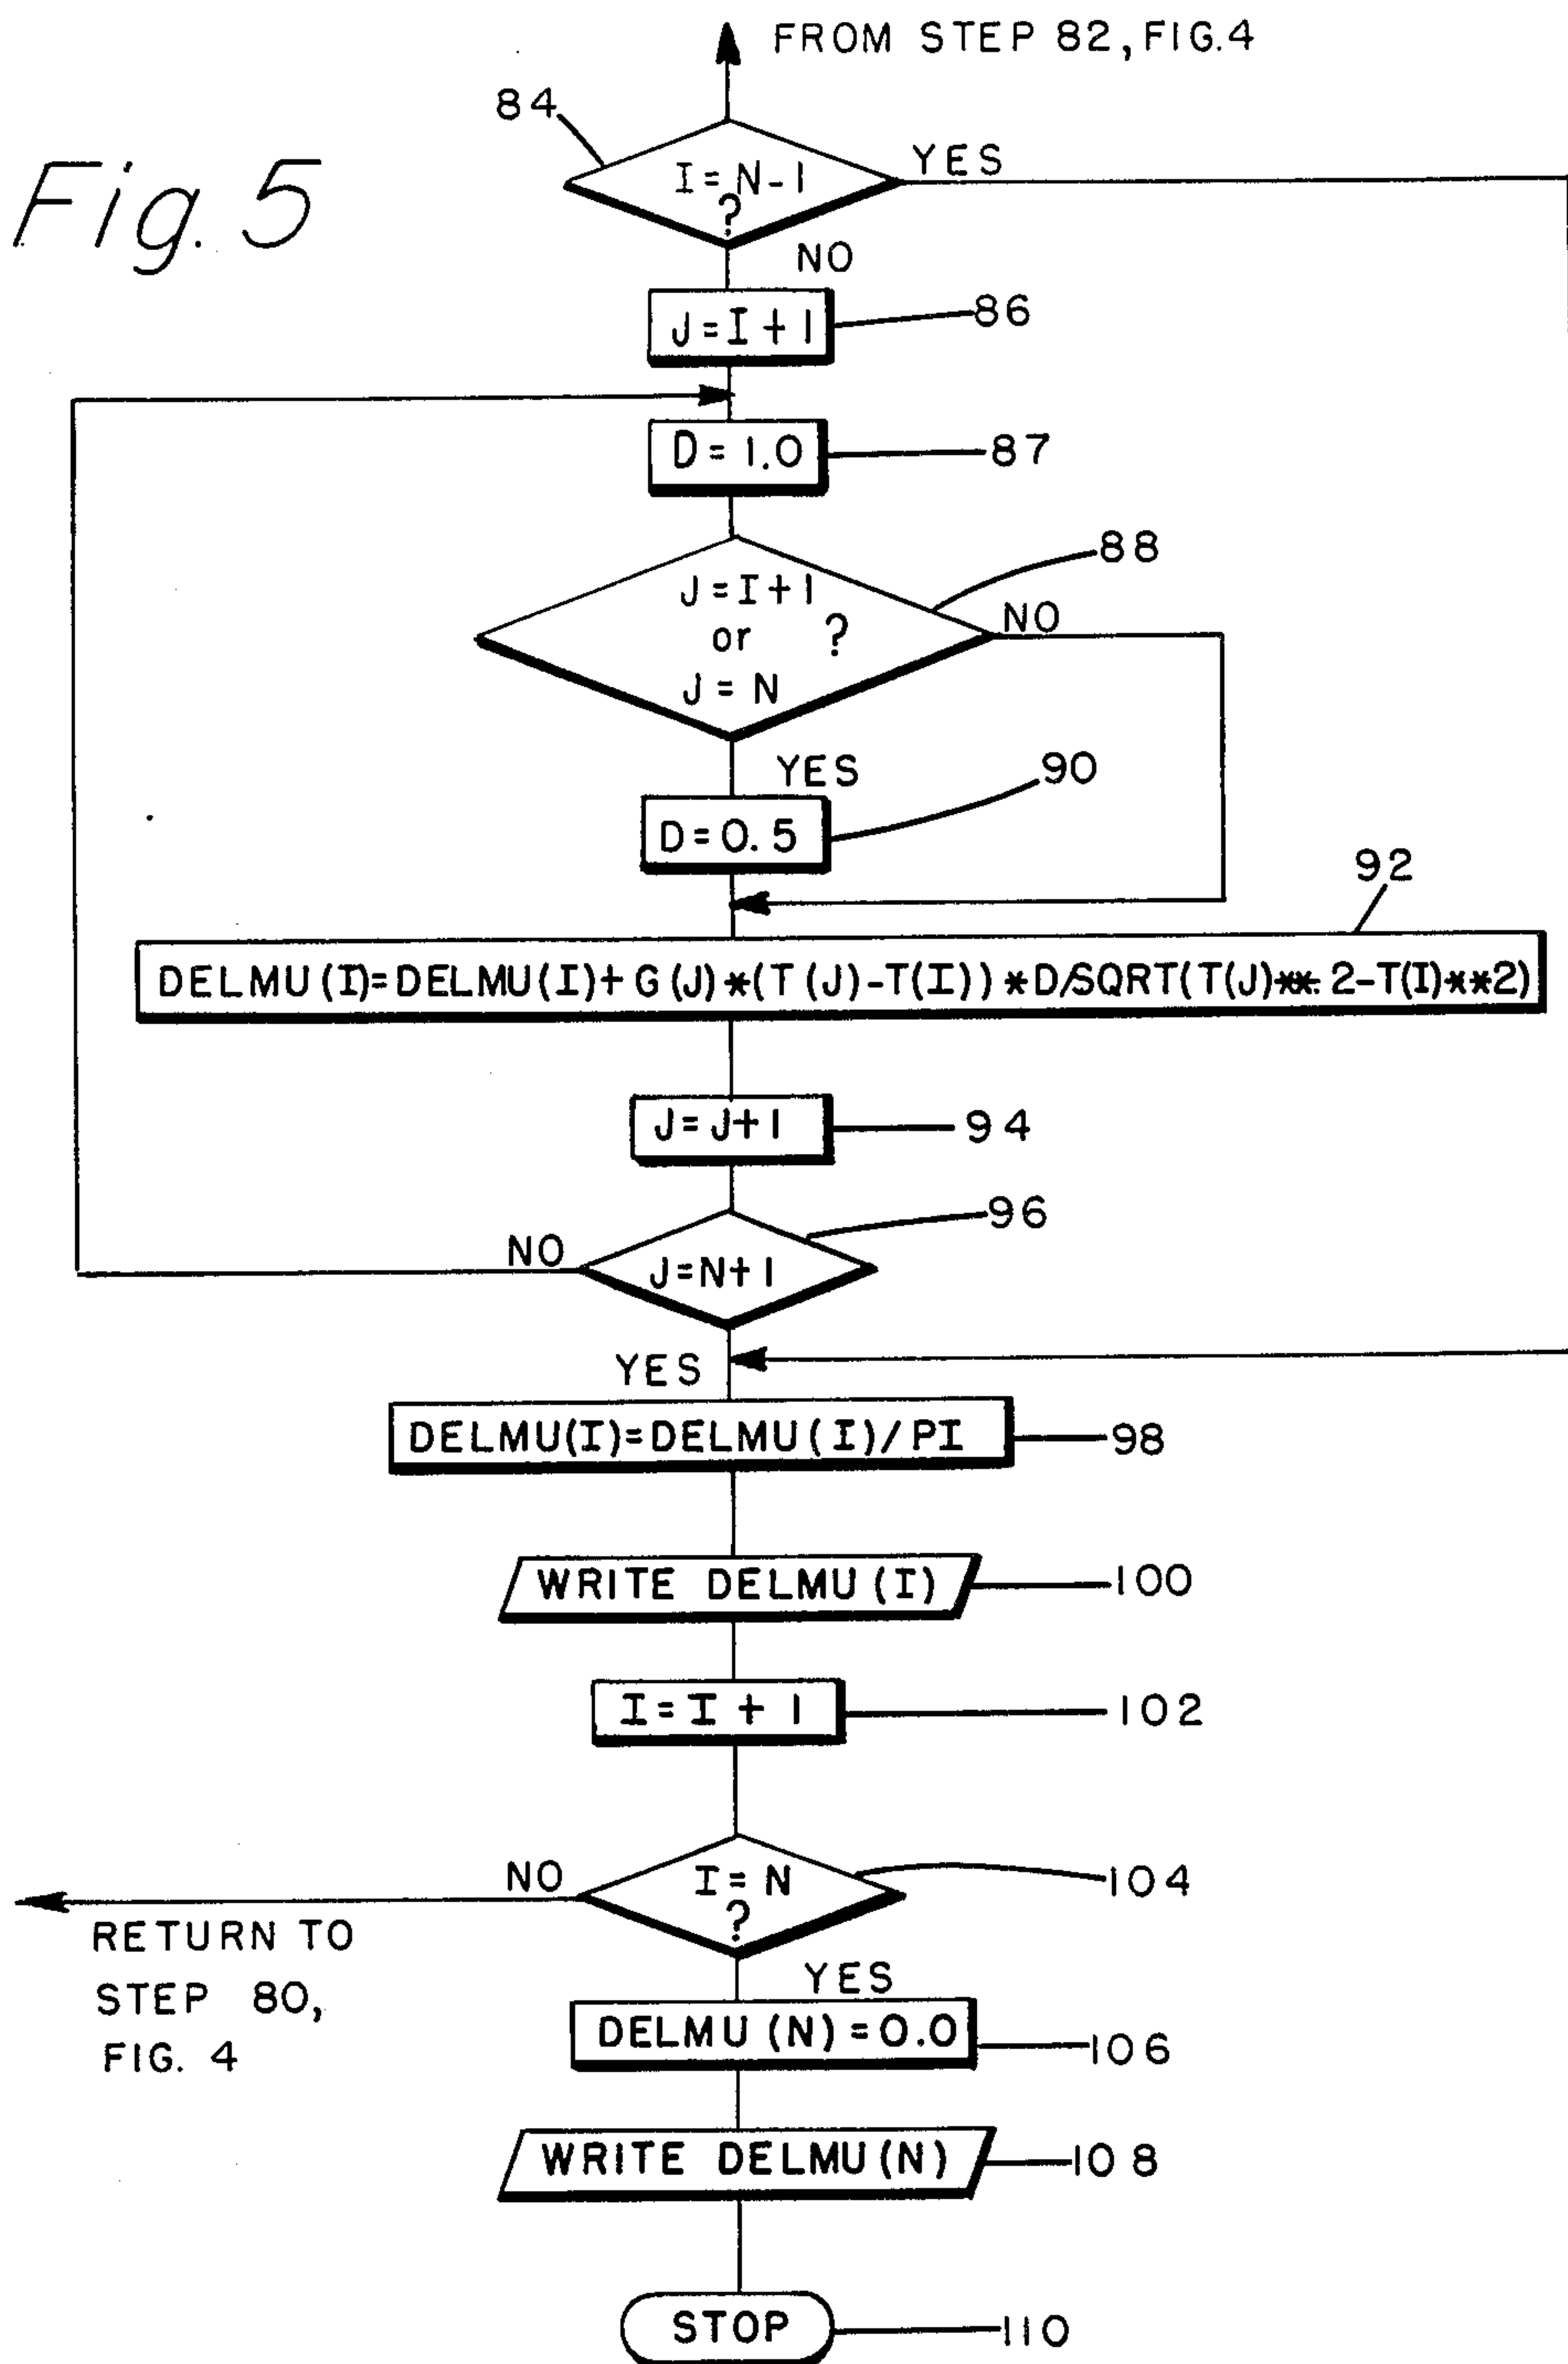 FROM STEP 82, FIG.4
84
Fig. 5
I = N-1
?
YES
NO
J = I + 1
86
D = 1.0
87
88
J = I+1
or ?
J = N
NO
YES
90
D = 0.5
92
DELMU(I)=DELMU(I)+G(J)*(T(J)-T(I))*D/SQRT(T(J)**2-T(I)**2)
J = J+1
94
96
NO
J=N+1
YES
DELMU(I)=DELMU(I)/PI
98
WRITE DELMU (I)
100
I = I + 1
102
NO
I = N
?
104
RETURN TO
STEP 80,
FIG. 4
YES
DELMU (N) = 0.0
106
WRITE DELMU(N)
108
STOP
110